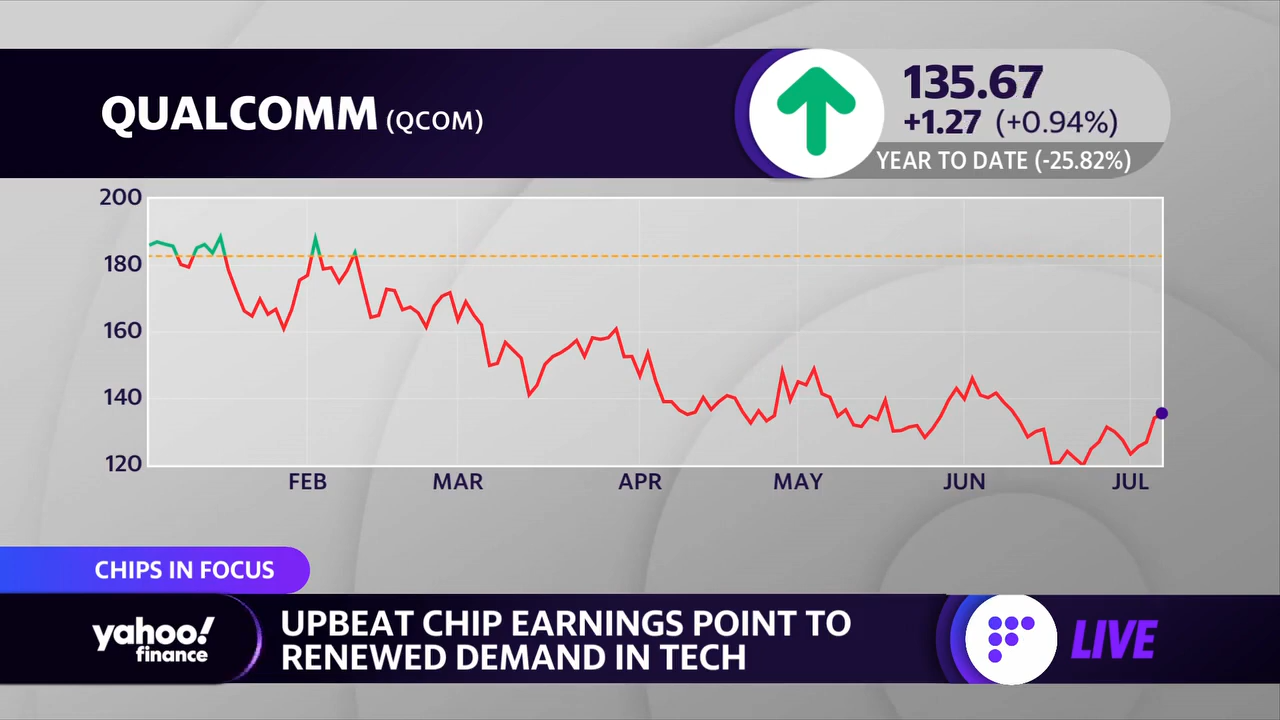 QUALCOMM (QCOM)
135.67
+1.27 (+0.94%)
YEAR TO DATE (-25.82%)
200
180
160
140
120
FEB MAR APR MAY JUN JUL
CHIPS IN FOCUS
yahoo!
finance
UPBEAT CHIP EARNINGS POINT TO
RENEWED DEMAND IN TECH
LIVE